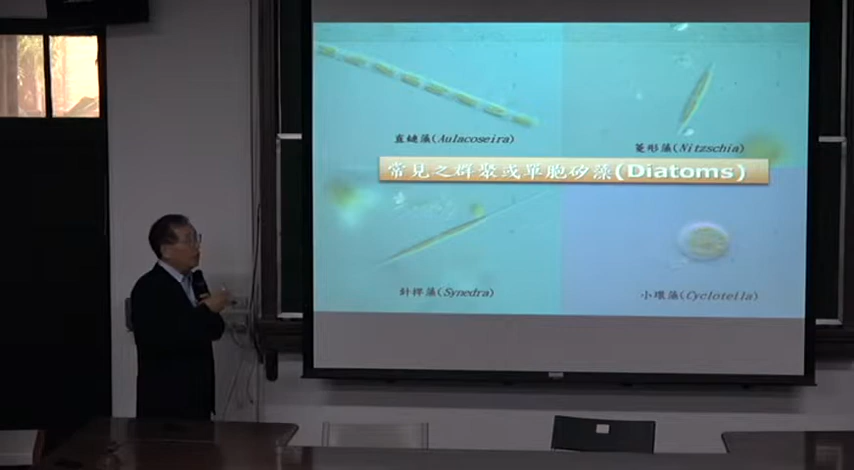 直鏈藻(Aulacoseira)
菱形藻(Nitzschia)
常見之群聚或單胞矽藻(Diatoms)
針桿藻(Synedra)
小環藻(Cyclotella)